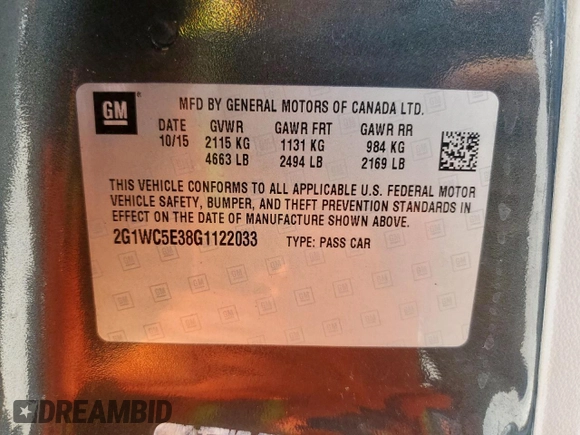 GM ®
MFD BY GENERAL MOTORS OF CANADA LTD.
DATE GVWR GAWR FRT GAWR RR
10/15 2115 KG 1131 KG 984 KG
4663 LB 2494 LB 2169 LB
THIS VEHICLE CONFORMS TO ALL APPLICABLE U.S. FEDERAL MOTOR
VEHICLE SAFETY, BUMPER, AND THEFT PREVENTION STANDARDS IN
EFFECT ON THE DATE OF MANUFACTURE SHOWN ABOVE.
2G1WC5E38G1122033 TYPE: PASS CAR
DREAMBID